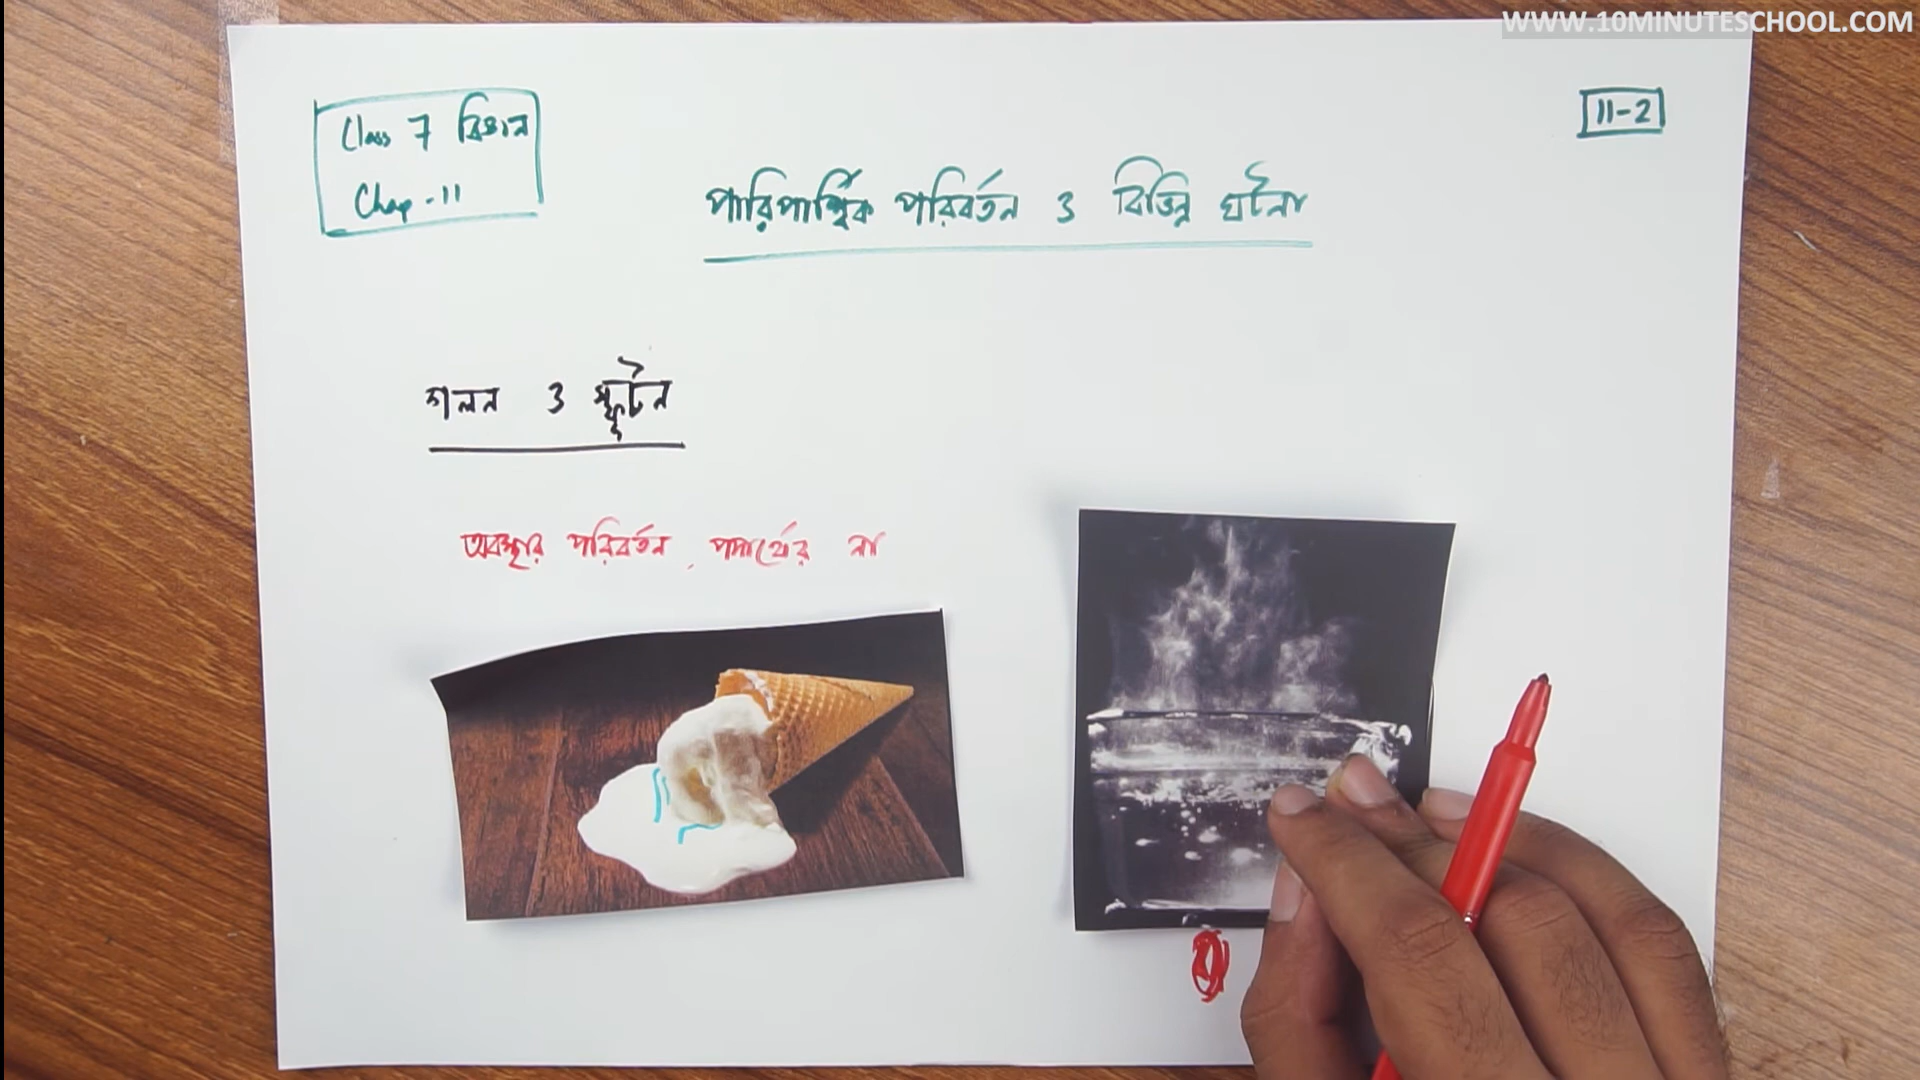 WWW.10MINUTESCHOOL.COM
Class 7 বিজ্ঞান
Chap-11
11-2
পারিপার্শ্বিক পরিবর্তন ও বিভিন্ন ঘটনা
গলন ও স্ফুটন
অবস্থার পরিবর্তন, পদার্থের না